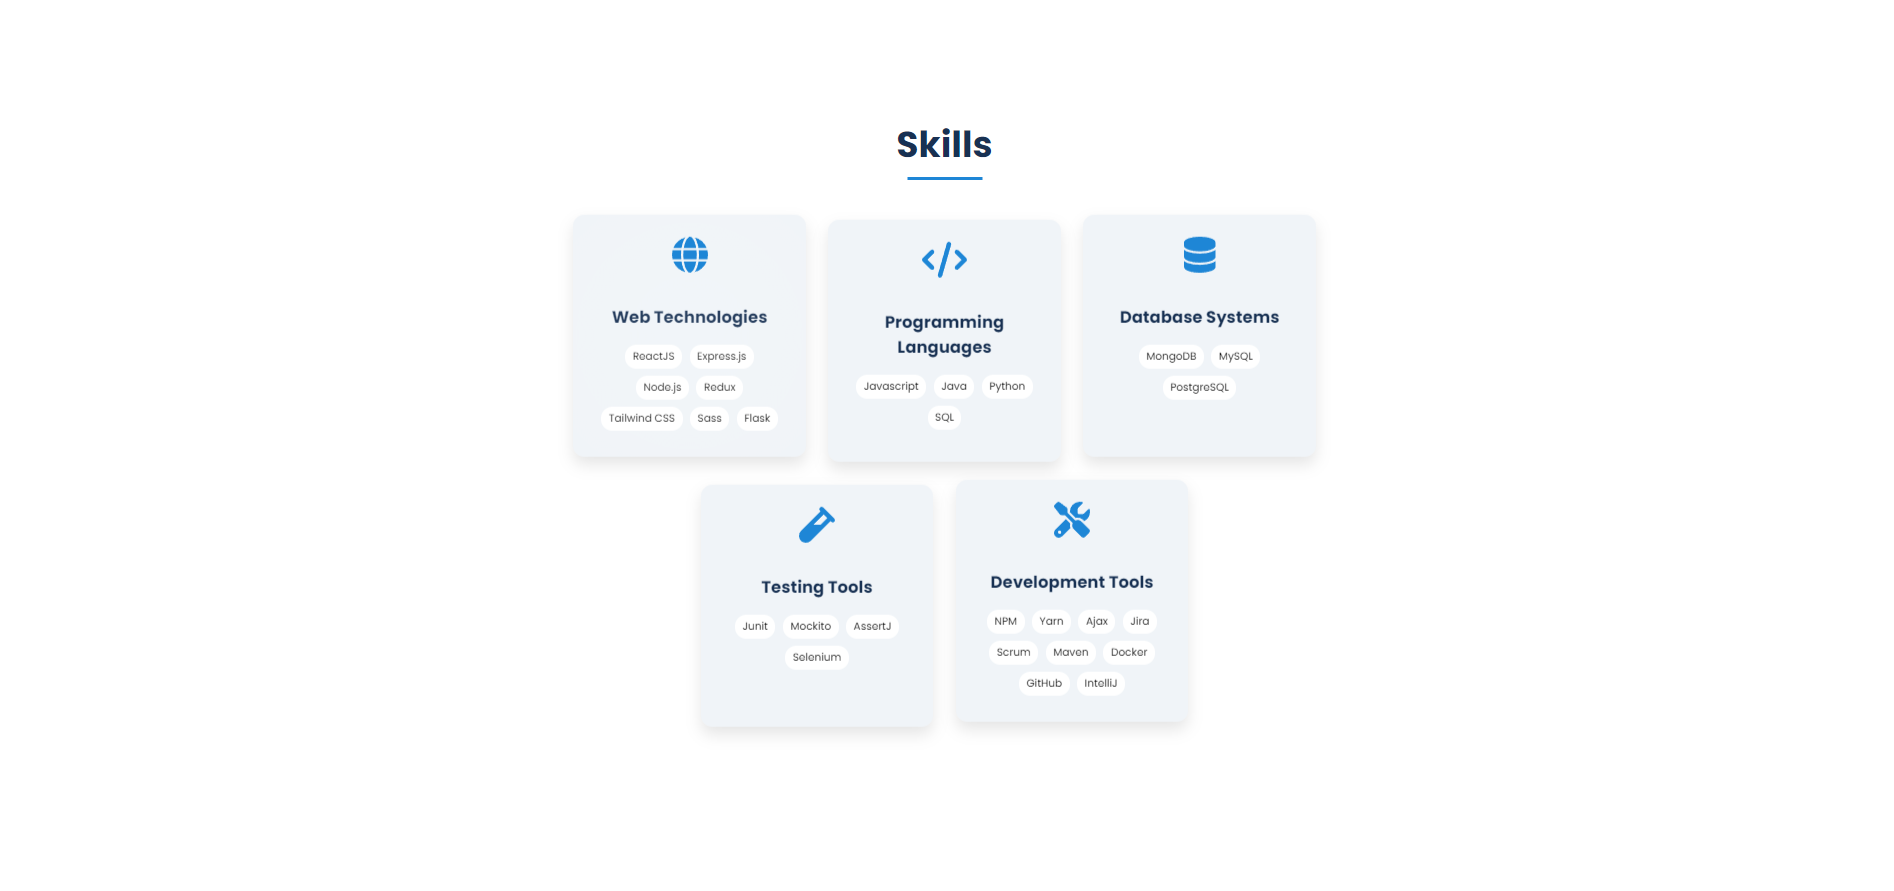 Skills
Web Technologies
ReactJS Express.js
Node.js Redux
Tailwind CSS Sass Flask
Programming
Languages
Javascript Java Python
SQL
Database Systems
MongoDB MySQL
PostgreSQL
Testing Tools
Junit Mockito AssertJ
Selenium
Development Tools
NPM Yarn Ajax Jira
Scrum Maven Docker
GitHub IntelliJ